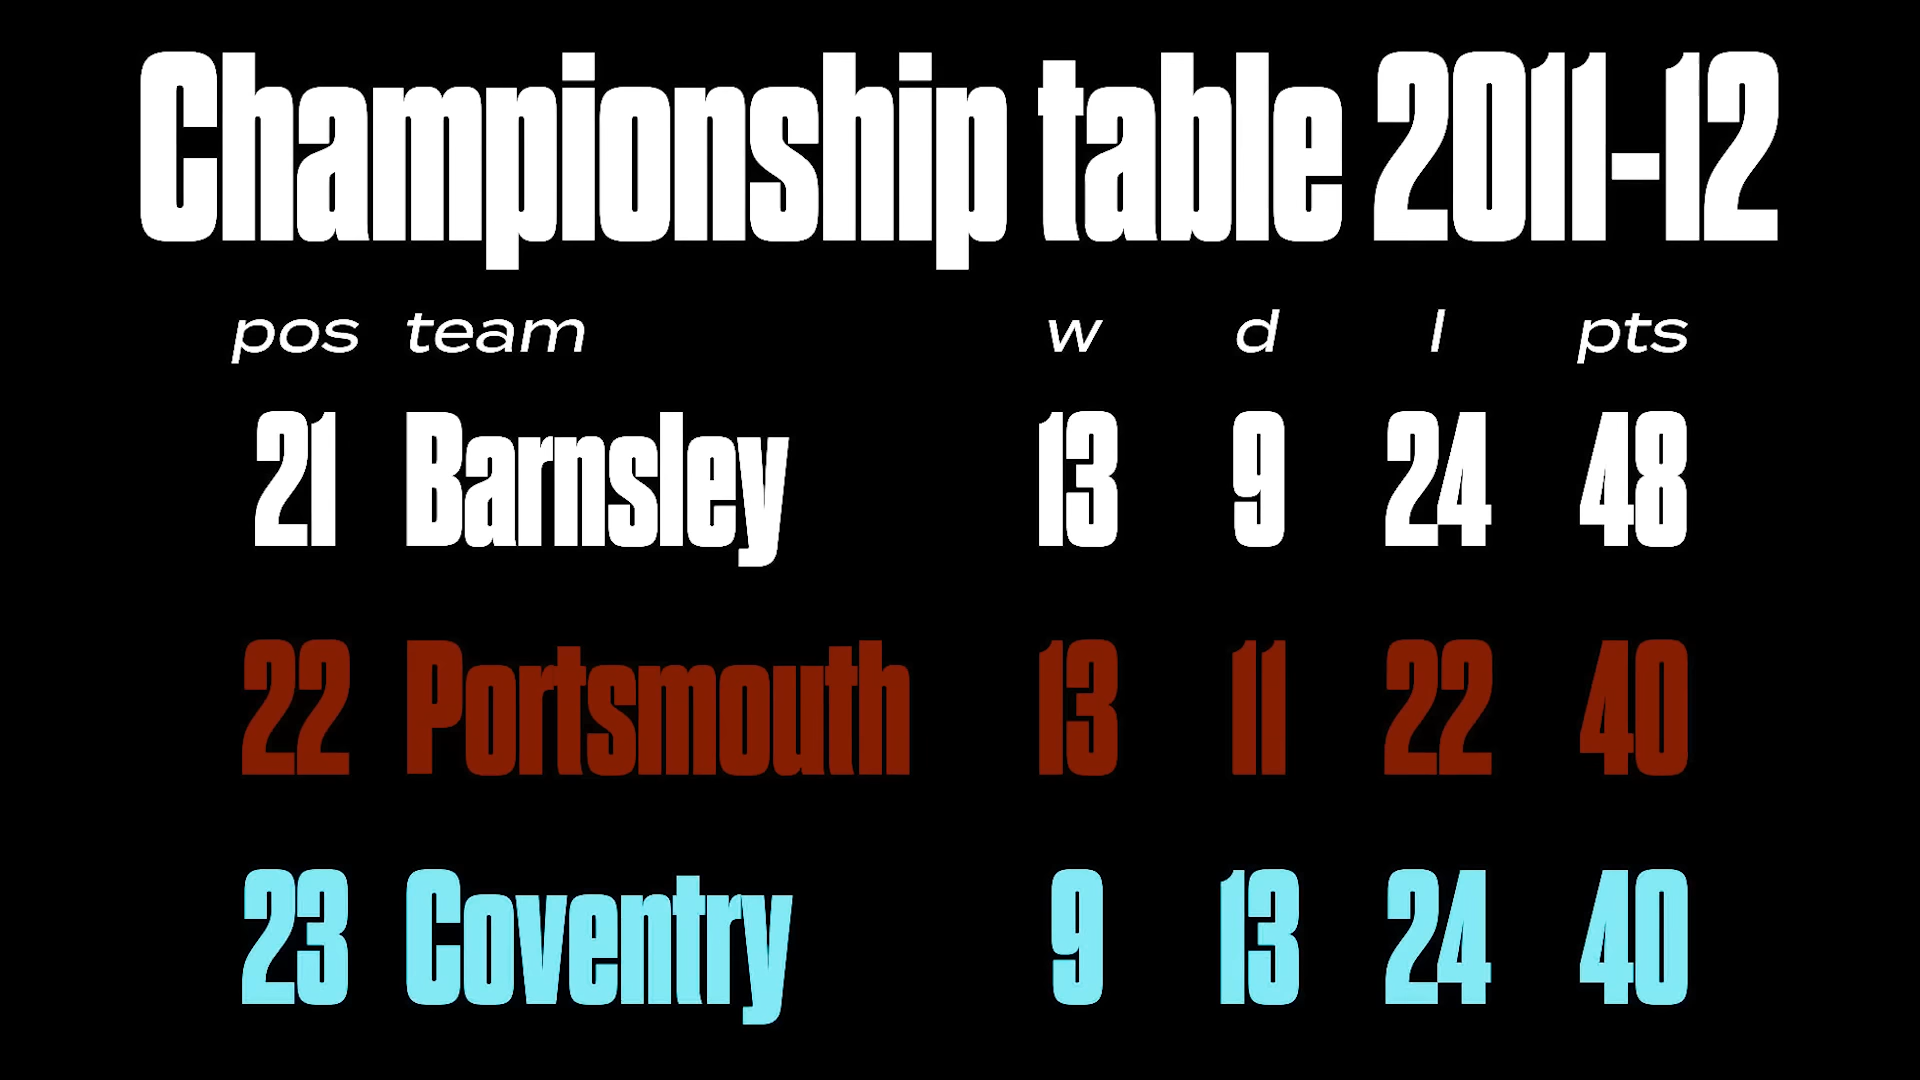 Championship table 2011-12
pos team w d l pts
21 Barnsley 13 9 24 48
22 Portsmouth 13 11 22 40
23 Coventry 9 13 24 40